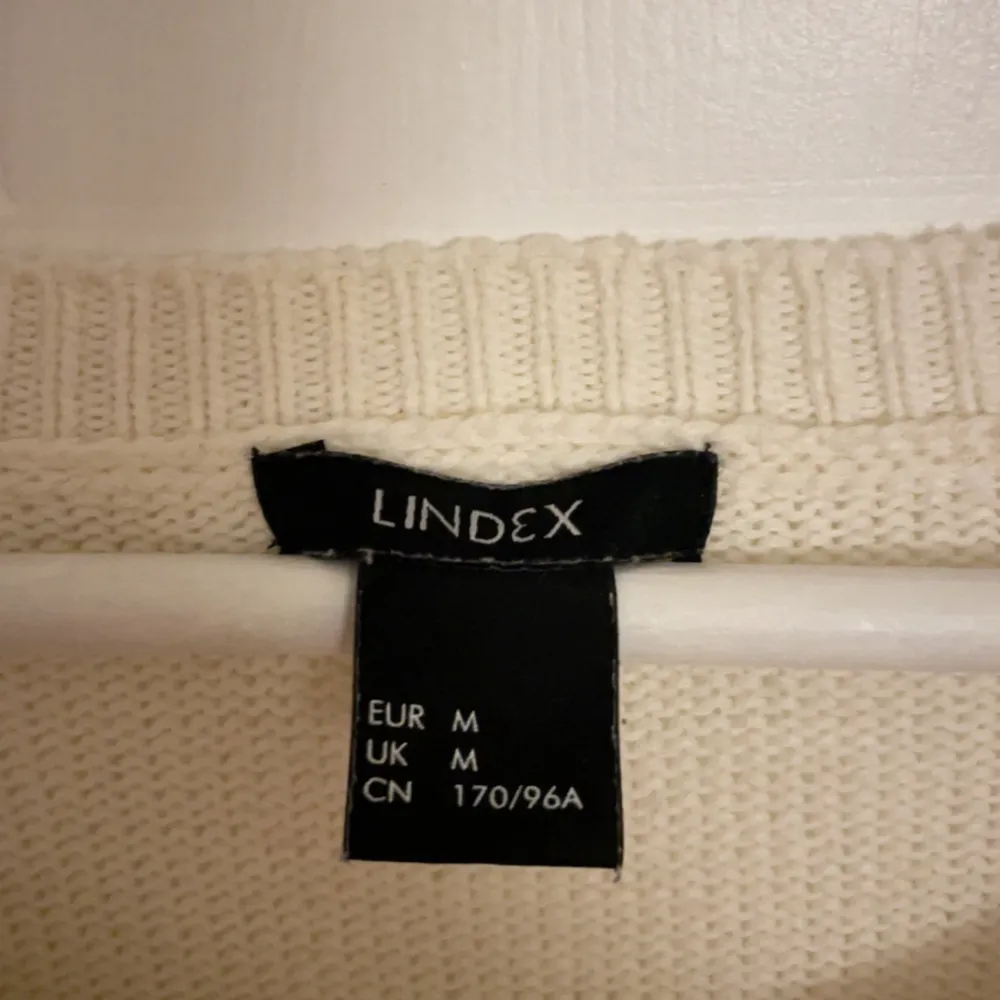 LINDEX
EUR M
UK M
CN 170/96A